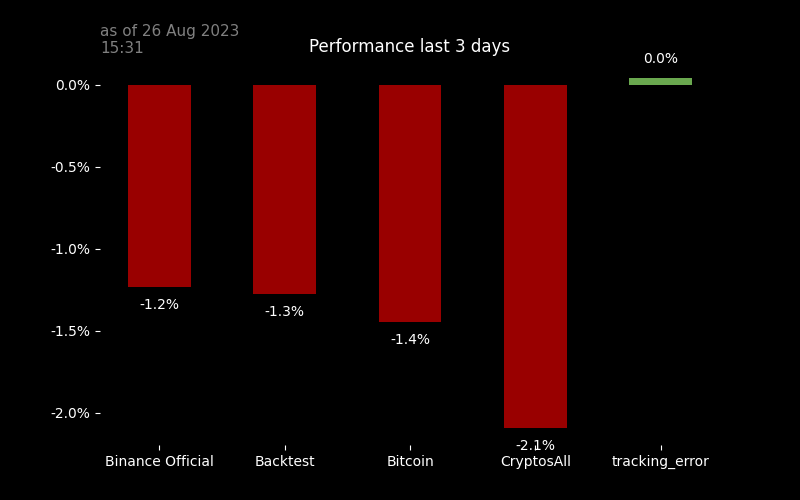 as of 26 Aug 2023
15:31
Performance last 3 days
0.0%
0.0%
-0.5%
-1.0%
-1.2%
-1.3%
-1.5%
-1.4%
-2.0%
-2.1%
Binance Official
Backtest
Bitcoin
CryptosAll
tracking_error